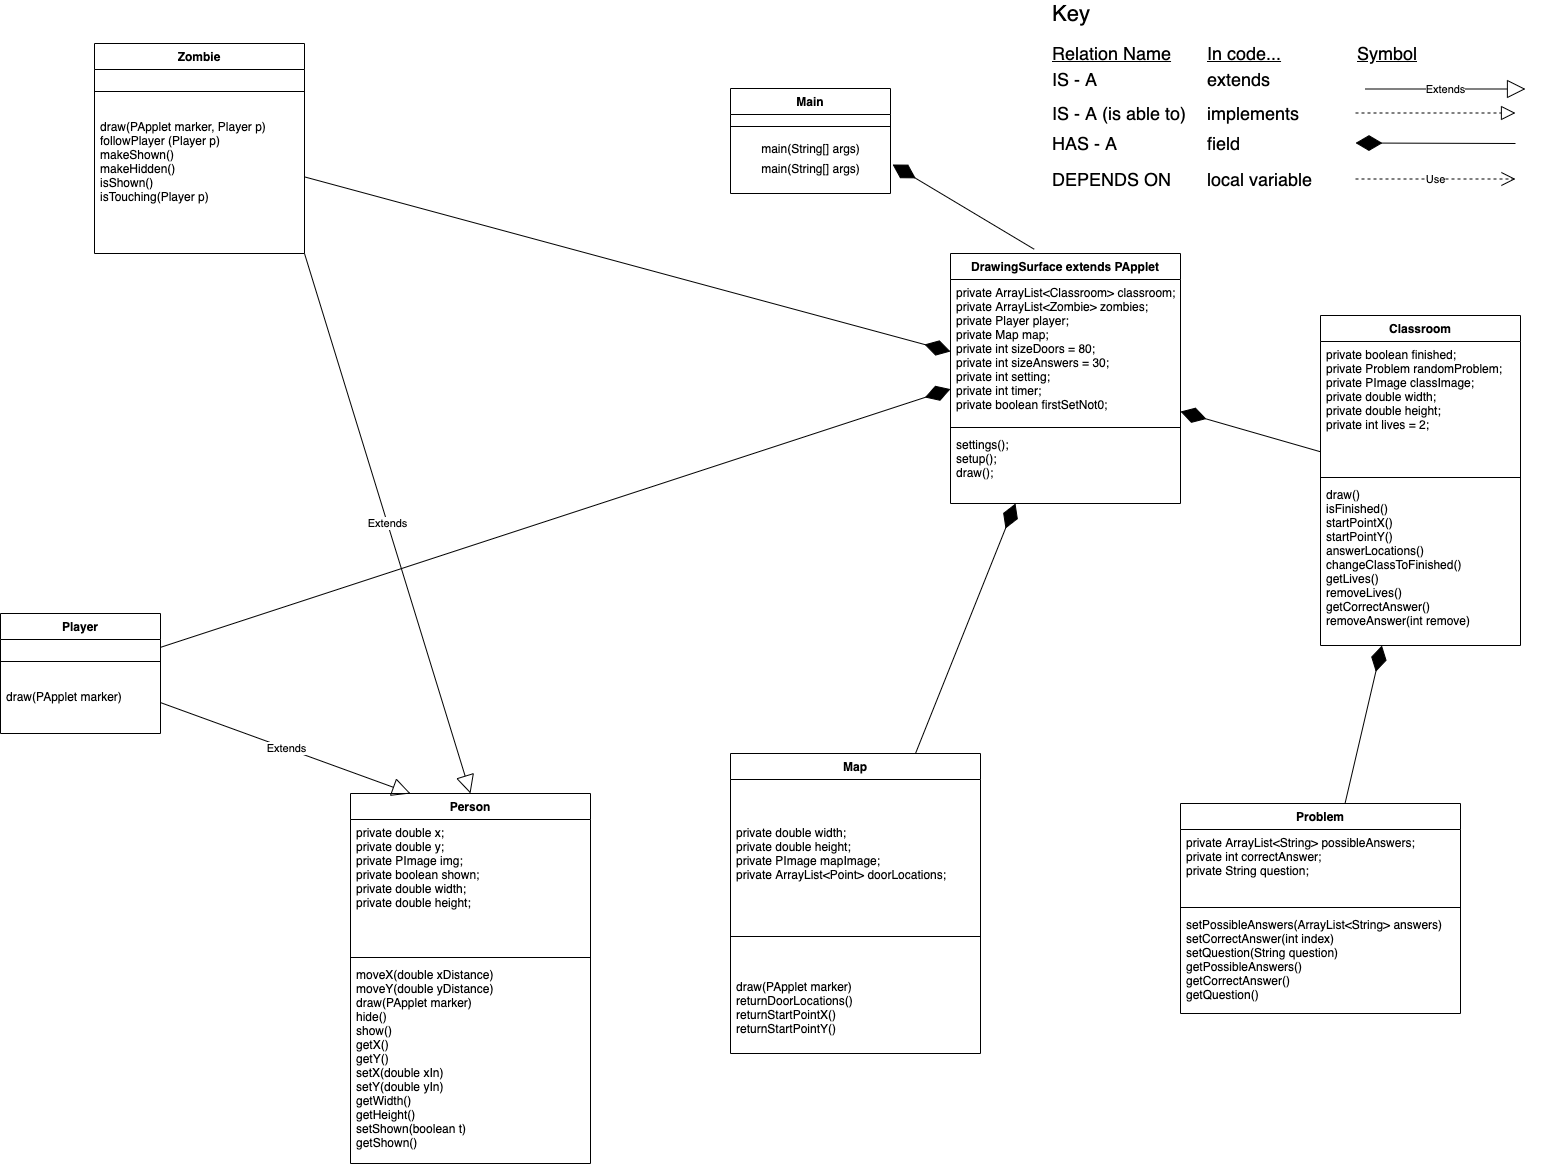 Key
Relation Name In code... Symbol
IS - A extends Extends
IS - A (is able to) implements
HAS - A field
DEPENDS ON local variable Use
Zombie
draw(PApplet marker, Player p)
followPlayer (Player p)
makeShown()
makeHidden()
isShown()
isTouching(Player p)
Main
main(String[] args)
main(String[] args)
DrawingSurface extends PApplet
private ArrayList<Classroom> classroom;
private ArrayList<Zombie> zombies;
private Player player;
private Map map;
private int sizeDoors = 80;
private int sizeAnswers = 30;
private int setting;
private int timer;
private boolean firstSetNot0;
settings();
setup();
draw();
Classroom
private boolean finished;
private Problem randomProblem;
private PImage classImage;
private double width;
private double height;
private int lives = 2;
draw()
isFinished()
startPointX()
startPointY()
answerLocations()
changeClassToFinished()
getLives()
removeLives()
getCorrectAnswer()
removeAnswer(int remove)
Extends
Player
draw(PApplet marker)
Extends
Person
private double x;
private double y;
private PImage img;
private boolean shown;
private double width;
private double height;
moveX(double xDistance)
moveY(double yDistance)
draw(PApplet marker)
hide()
show()
getX()
getY()
setX(double xIn)
setY(double yIn)
getWidth()
getHeight()
setShown(boolean t)
getShown()
Map
private double width;
private double height;
private PImage mapImage;
private ArrayList<Point> doorLocations;
draw(PApplet marker)
returnDoorLocations()
returnStartPointX()
returnStartPointY()
Problem
private ArrayList<String> possibleAnswers;
private int correctAnswer;
private String question;
setPossibleAnswers(ArrayList<String> answers)
setCorrectAnswer(int index)
setQuestion(String question)
getPossibleAnswers()
getCorrectAnswer()
getQuestion()